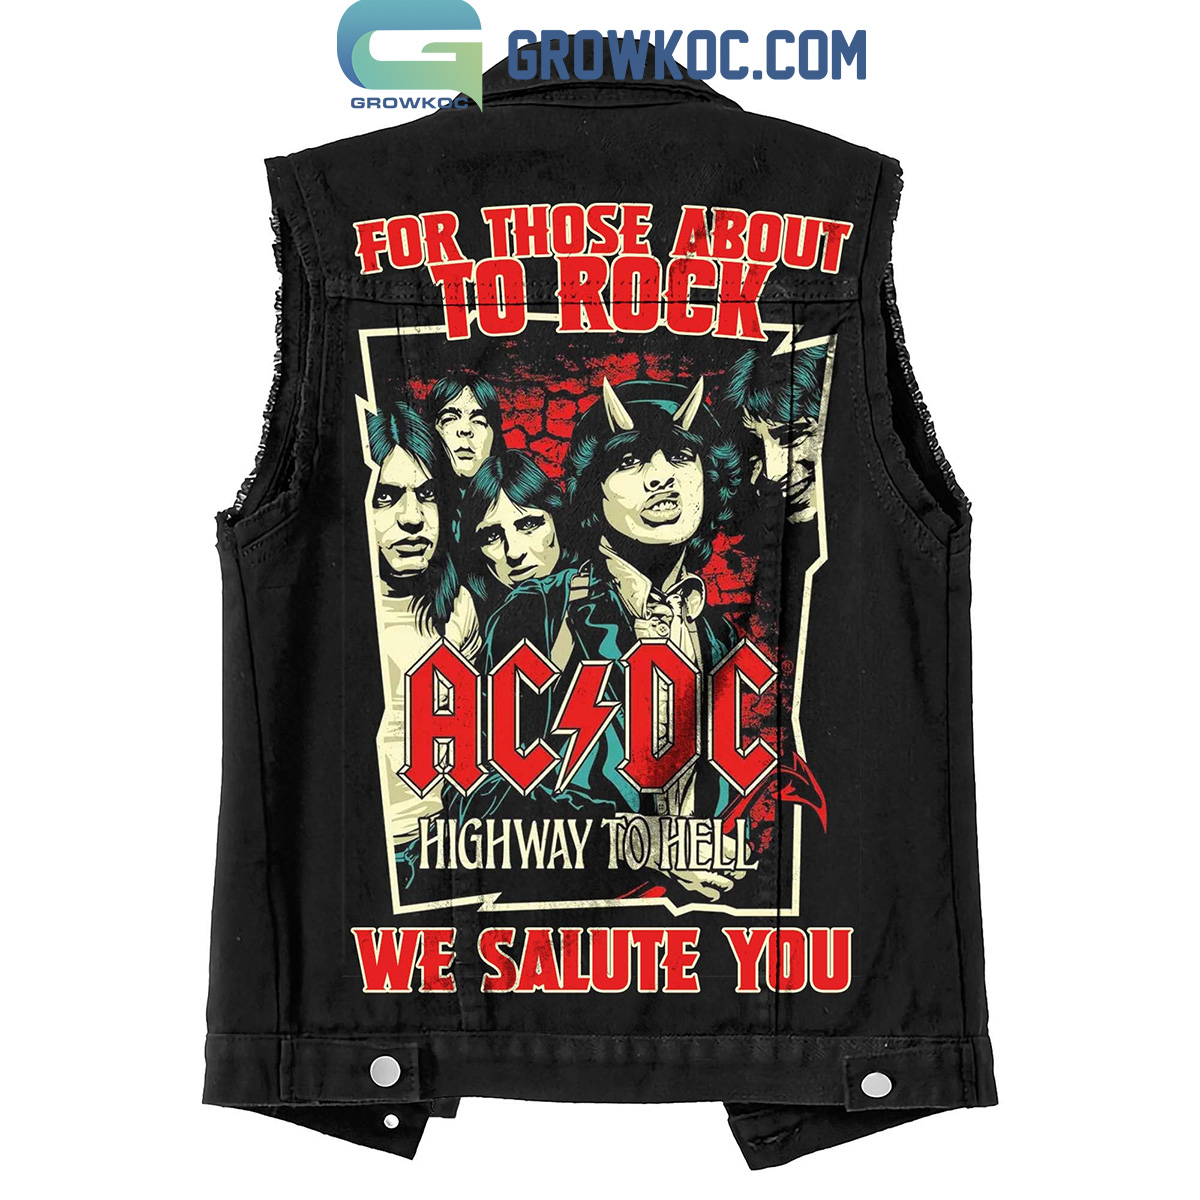 GROWKOC.COM
GROWKOC
FOR THOSE ABOUT
TO ROCK
AC DC ®
HIGHWAY TO HELL
WE SALUTE YOU